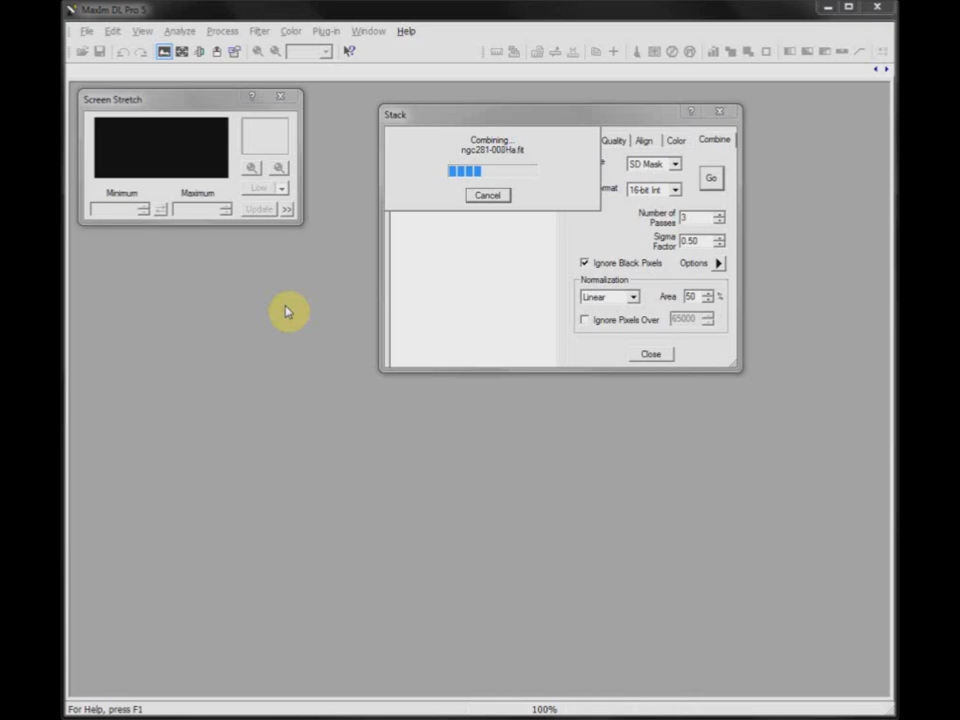 MaxIm DL Pro 5
File Edit View Analyze Process Filter Color Plug-in Window Help
Screen Stretch
Minimum Maximum
Low
Update >>
Stack
Combining...
ngc281-008Ha.fit
Cancel
Quality Align Color Combine
SD Mask
Go
16-bit Int
Number of
Passes 3
Sigma
Factor 0.50
Ignore Black Pixels Options
Normalization
Linear Area 50 %
Ignore Pixels Over 65000
Close
For Help, press F1 100%